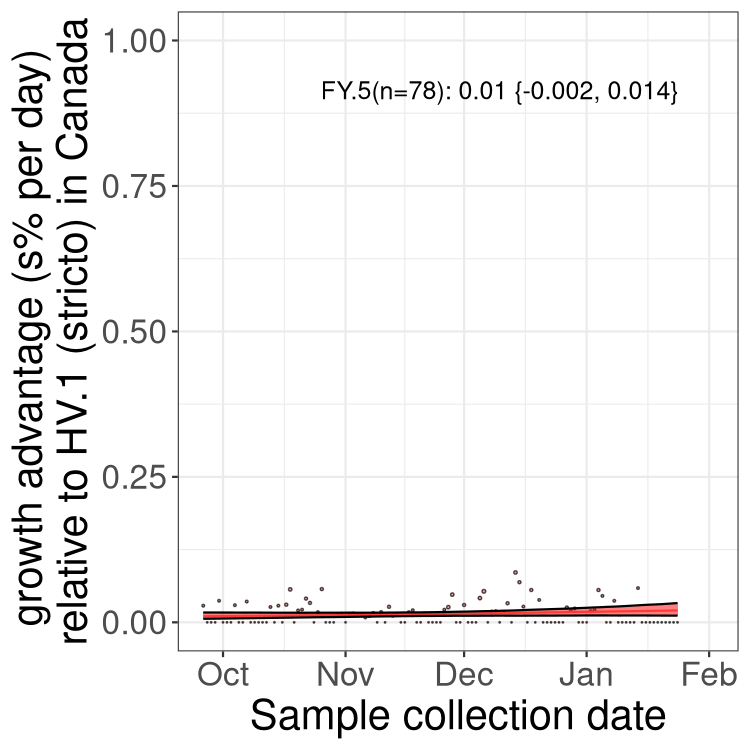 growth advantage (s% per day)
relative to HV.1 (stricto) in Canada
1.00
0.75
0.50
0.25
0.00
FY.5(n=78): 0.01 {-0.002, 0.014}
Oct Nov Dec Jan Feb
Sample collection date